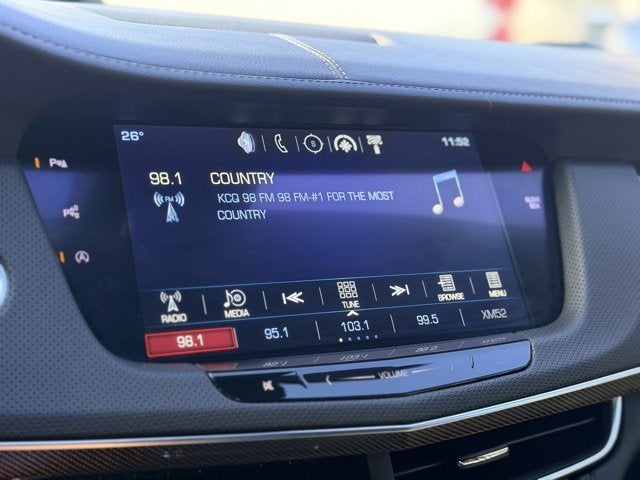 26°
11:52
98.1
COUNTRY
FM
KCQ 98 FM 98 FM-#1 FOR THE MOST
COUNTRY
RADIO
MEDIA
TUNE
BROWSE
MENU
98.1
95.1
103.1
99.5
XM52
VOLUME